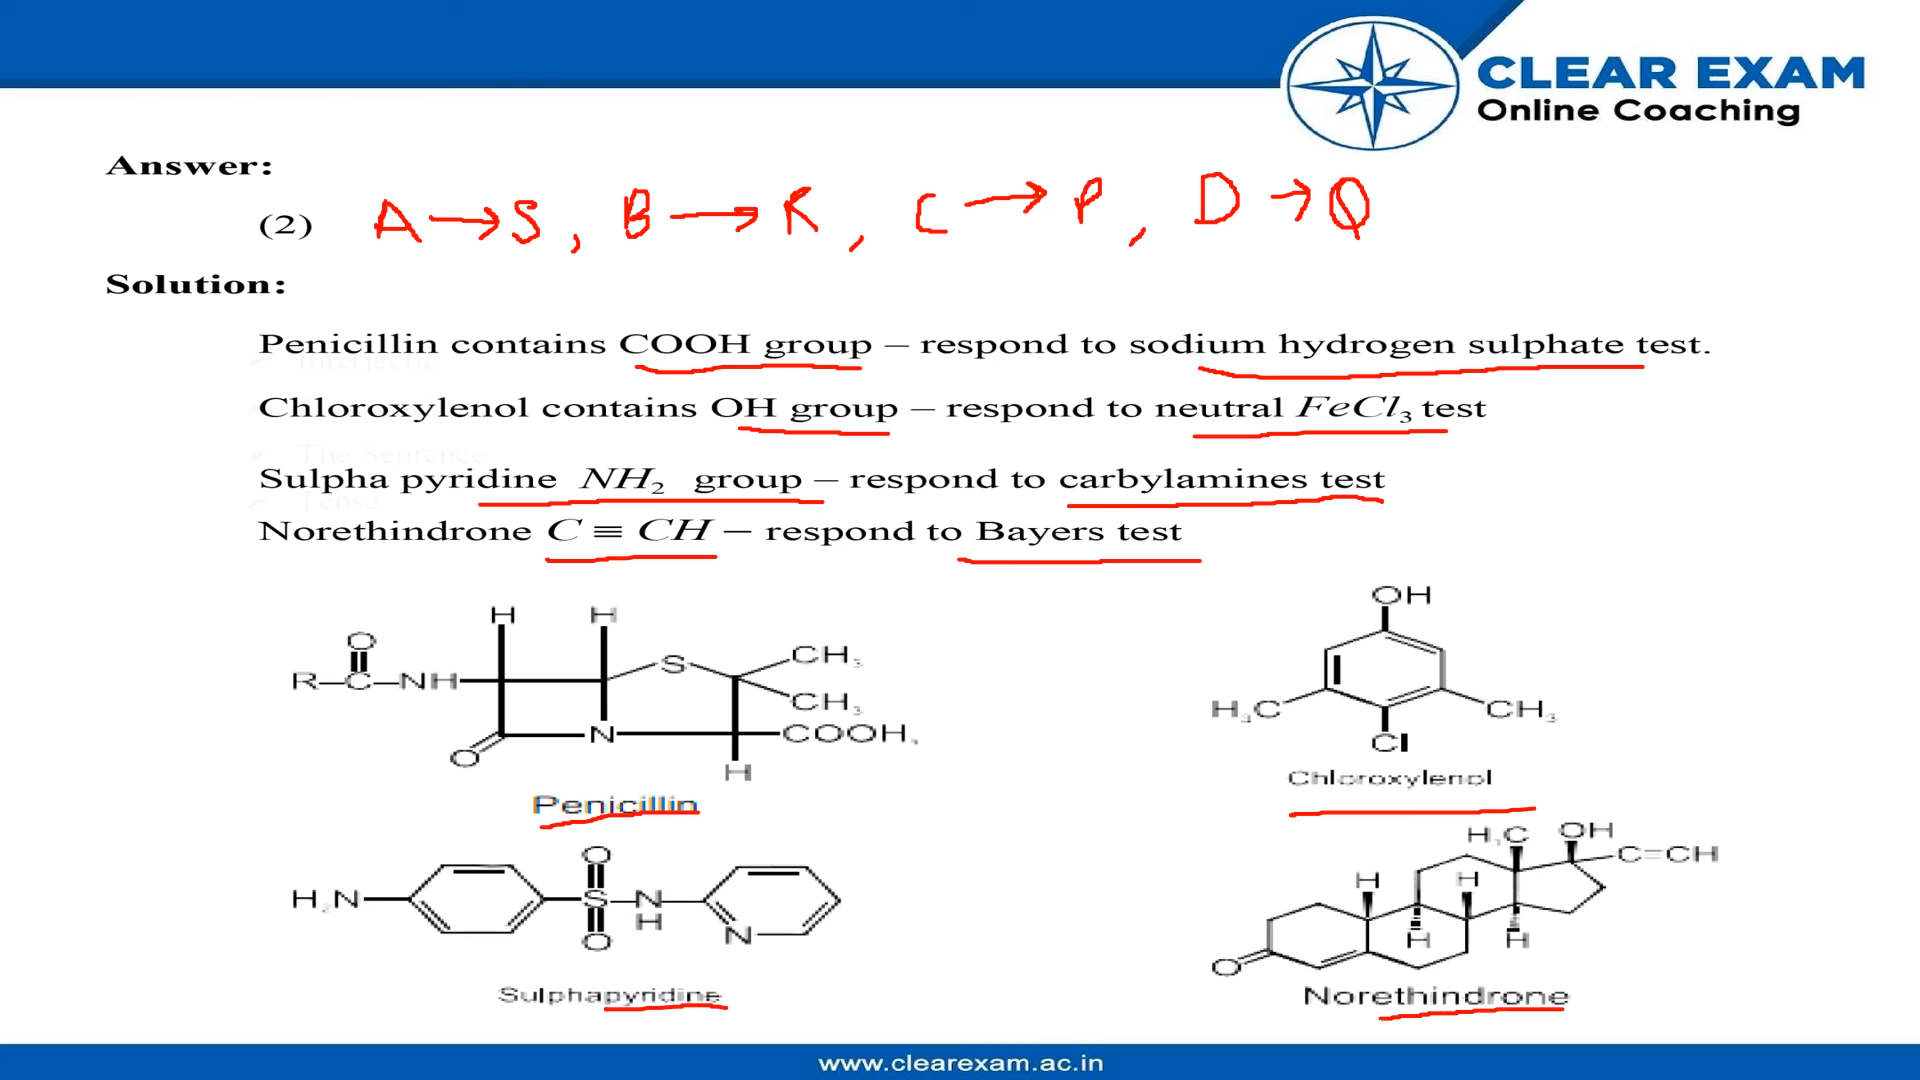 CLEAR EXAM
Online Coaching
Answer:
(2) A → S, B → R, C → P, D → Q
Solution:
Penicillin contains COOH group – respond to sodium hydrogen sulphate test.
Chloroxylenol contains OH group – respond to neutral FeCl₃ test
The Sentence
Sulpha pyridine NH₂ group – respond to carbylamines test
Tense
Norethindrone C ≡ CH – respond to Bayers test
H H
O
R–C–NH S CH₃
CH₃
N COOH,
O
H
Penicillin
OH
H₃C CH₃
Cl
Chloroxylenol
O
H₂N S N
H
O N
Sulphapyridine
H₃C OH
C≡CH
H H
H H
O
Norethindrone
www.clearexam.ac.in